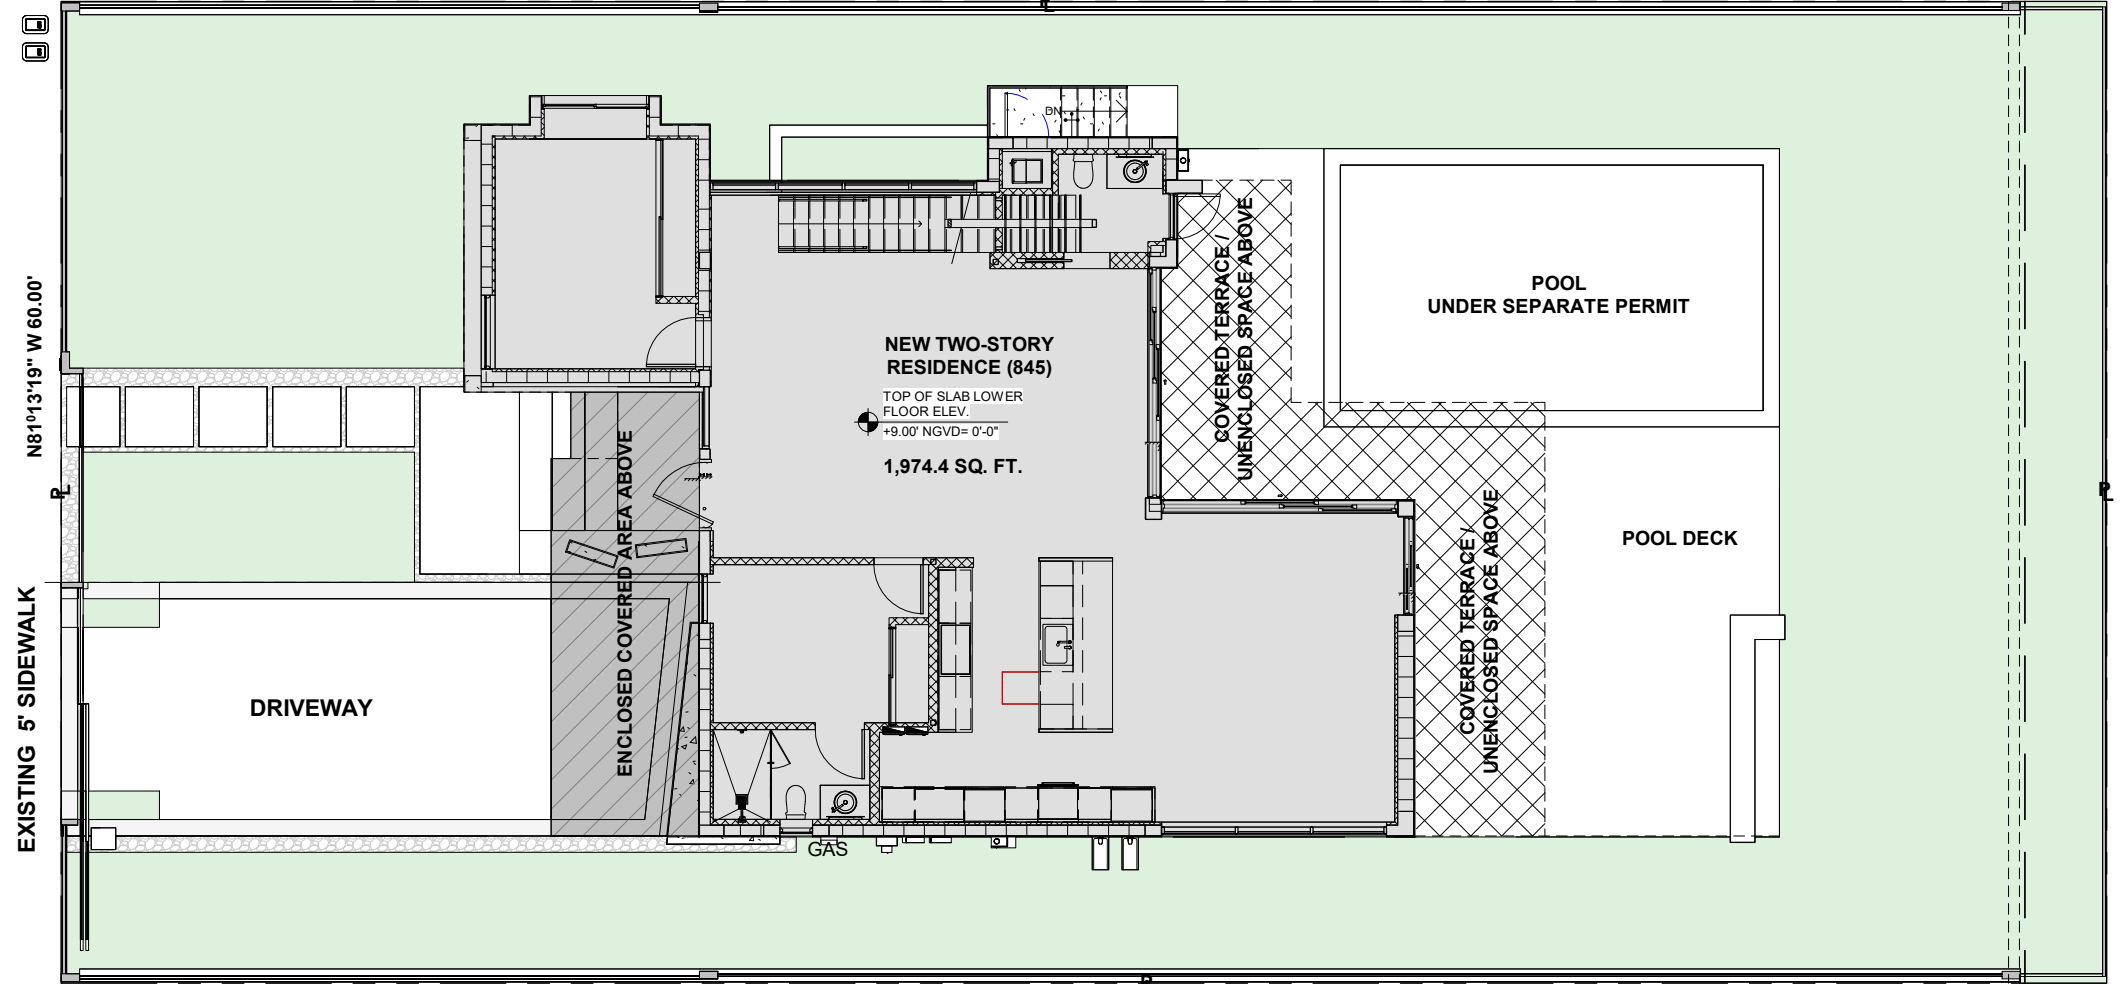 N81°13'19" W 60.00'
EXISTING 5' SIDEWALK
PL
DRIVEWAY
ENCLOSED COVERED AREA ABOVE
DN
NEW TWO-STORY
RESIDENCE (845)
TOP OF SLAB LOWER
FLOOR ELEV.
+9.00' NGVD= 0'-0"
1,974.4 SQ. FT.
GAS
COVERED TERRACE /
UNENCLOSED SPACE ABOVE
POOL
UNDER SEPARATE PERMIT
COVERED TERRACE /
UNENCLOSED SPACE ABOVE
POOL DECK
PL